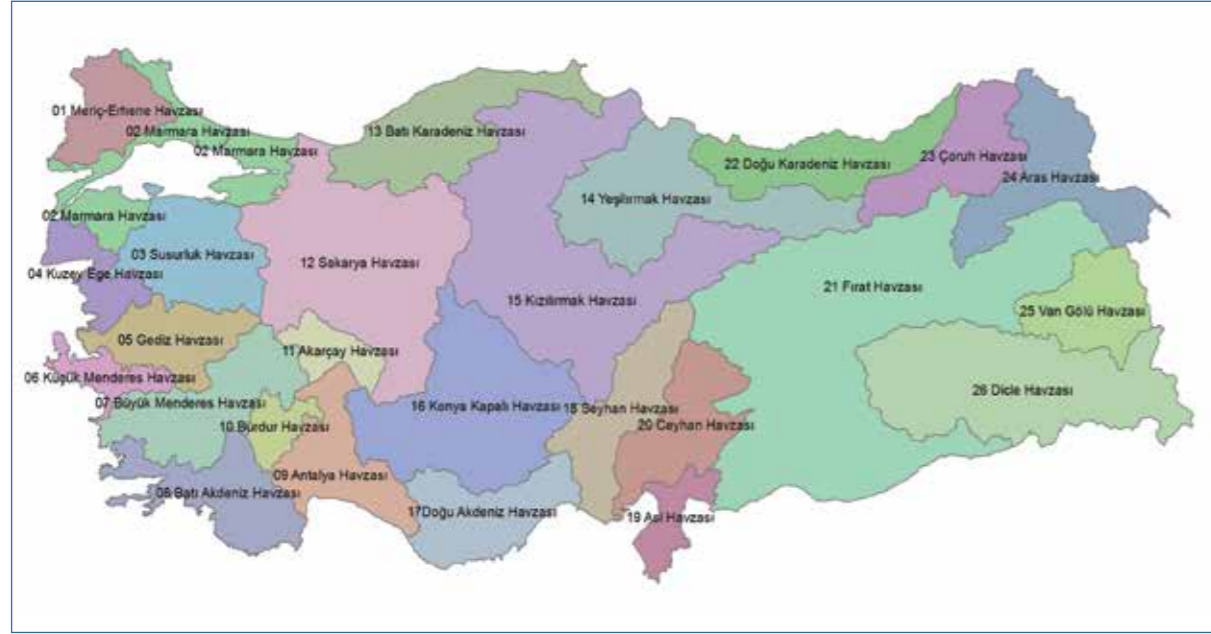 01 Meriç-Ergene Havzası
02 Marmara Havzası
02 Marmara Havzası
13 Batı Karadeniz Havzası
22 Doğu Karadeniz Havzası
23 Çoruh Havzası
24 Aras Havzası
14 Yeşilırmak Havzası
02 Marmara Havzası
03 Susurluk Havzası
12 Sakarya Havzası
04 Kuzey Ege Havzası
21 Fırat Havzası
15 Kızılırmak Havzası
25 Van Gölü Havzası
05 Gediz Havzası
11 Akarçay Havzası
06 Küçük Menderes Havzası
26 Dicle Havzası
07 Büyük Menderes Havzası
16 Konya Kapalı Havzası
18 Seyhan Havzası
10 Burdur Havzası
20 Ceyhan Havzası
09 Antalya Havzası
08 Batı Akdeniz Havzası
17Doğu Akdeniz Havzası
19 Asi Havzası